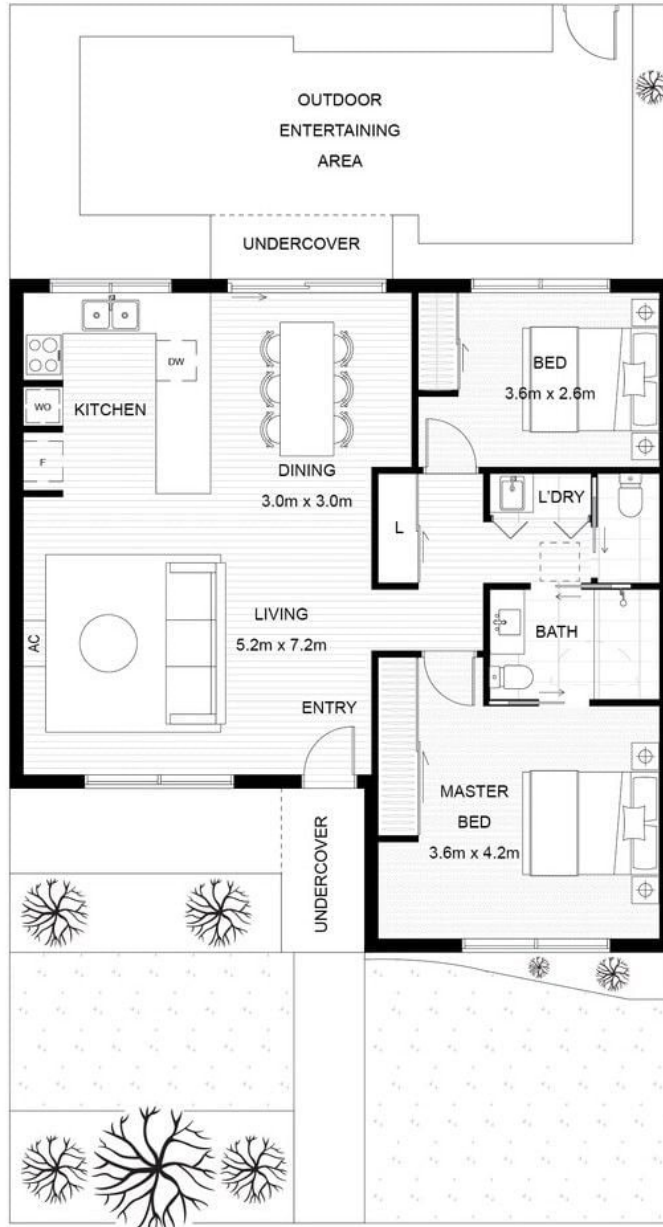 OUTDOOR
ENTERTAINING
AREA
UNDERCOVER
DW
WO
KITCHEN
F
DINING
3.0m x 3.0m
BED
3.6m x 2.6m
L
L'DRY
BATH
AC
LIVING
5.2m x 7.2m
ENTRY
MASTER
BED
3.6m x 4.2m
UNDERCOVER